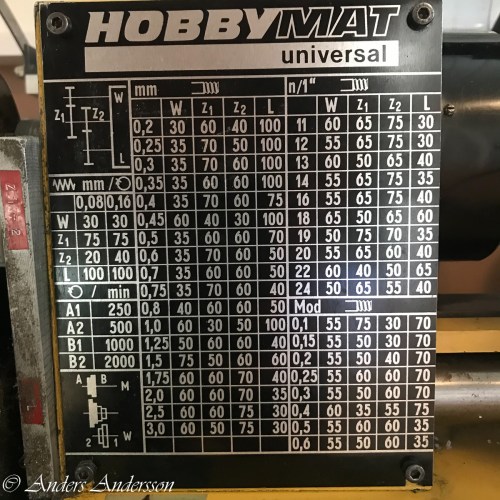 HOBBYMAT
universal
W
z1 z2
L
mm/
0,08 0,16
W 30 30
z1 75 75
z2 20 40
L 100 100
/ min
A1 250
A2 500
B1 1000
B2 2000
A B M
2 1 W
mm
W z1 z2 L
0,2 30 60 40 100
0,25 35 70 50 100
0,3 35 70 60 100
0,35 35 60 60 100
0,4 35 70 60 75
0,45 60 40 30 100
0,5 35 60 60 70
0,6 35 70 60 50
0,7 35 60 60 50
0,75 35 40 60 70
0,8 40 60 60 50
1,0 60 30 50 100
1,25 50 60 60 40
1,5 75 60 60 50
1,75 60 60 70 40
2,0 60 60 70 35
2,5 60 60 75 30
3,0 60 50 75 30
n/1"
W z1 z2 L
11 60 65 75 30
12 55 65 75 30
13 60 50 65 40
14 55 65 75 35
16 55 65 75 40
18 65 50 65 60
19 50 70 75 40
20 55 65 60 40
22 60 40 50 65
24 50 65 55 40
Mod
0,1 55 75 30 70
0,15 55 50 30 70
0,2 55 50 40 70
0,25 55 60 60 70
0,3 55 50 60 70
0,4 60 35 55 75
0,5 55 60 60 35
0,6 55 50 60 35
© Anders Andersson